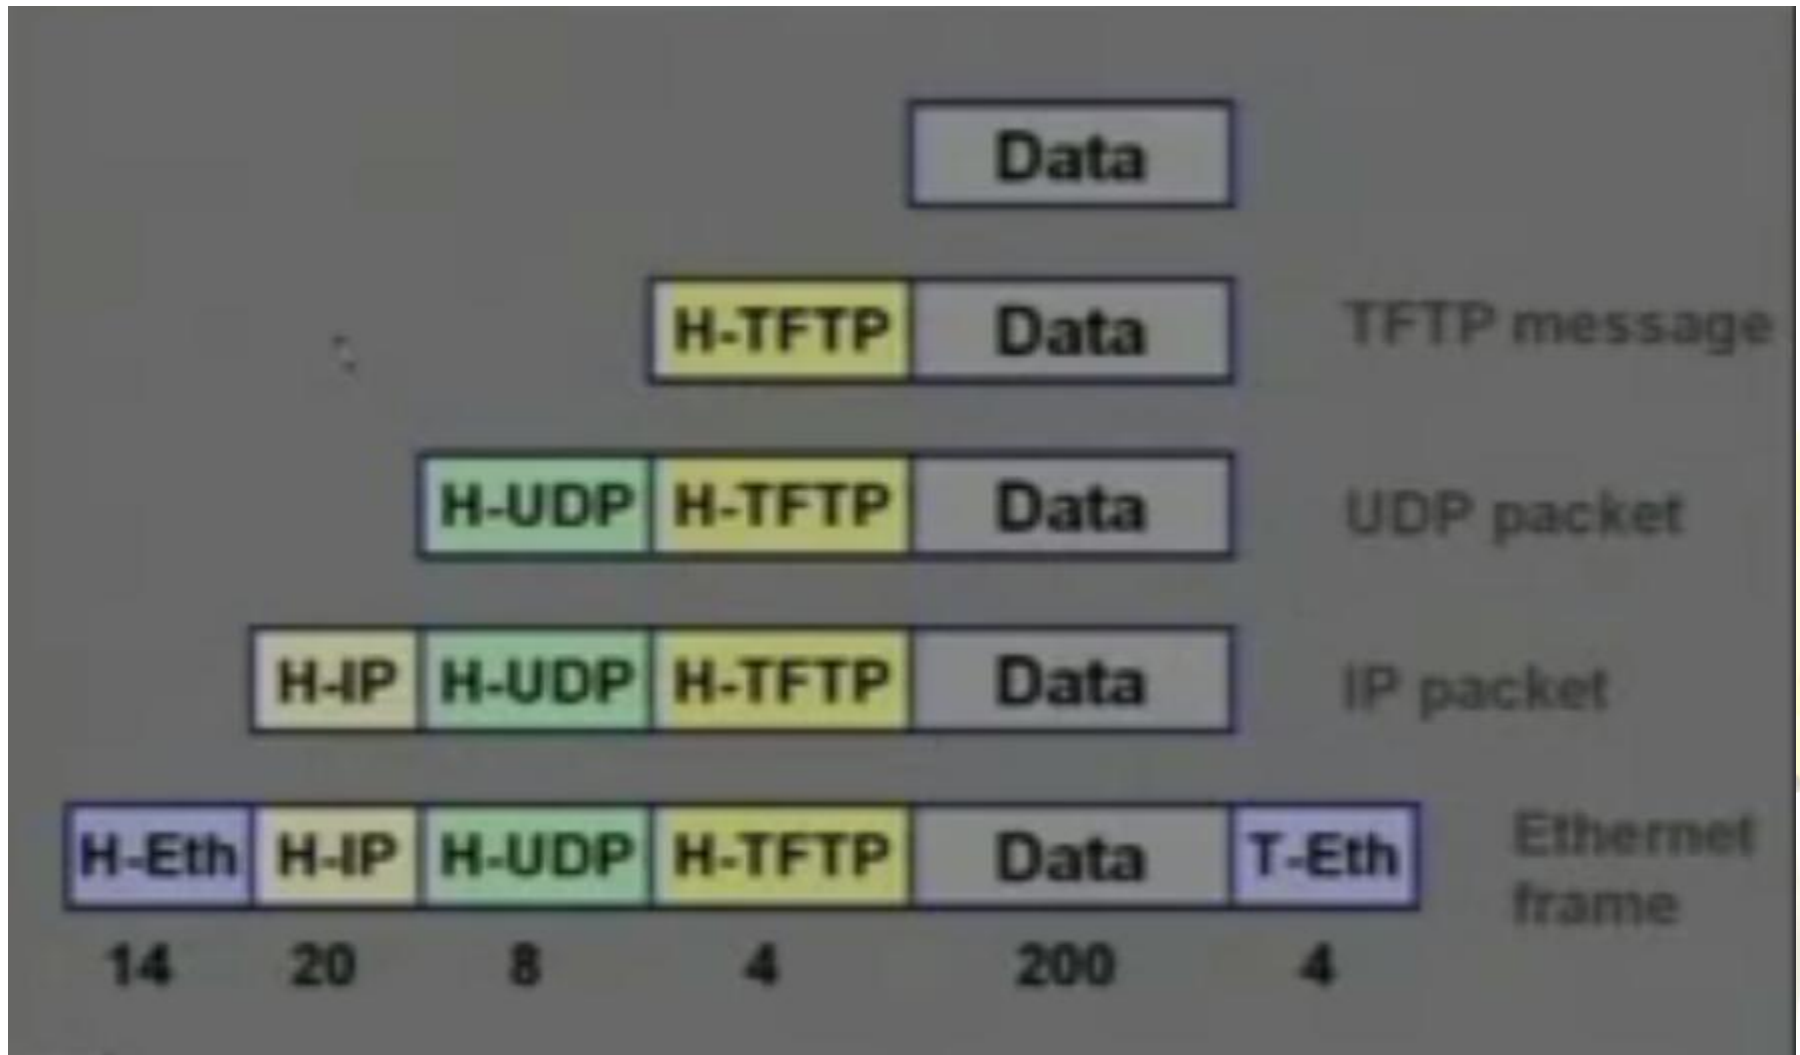 Data
H-TFTP Data TFTP message
H-UDP H-TFTP Data UDP packet
H-IP H-UDP H-TFTP Data IP packet
H-Eth H-IP H-UDP H-TFTP Data T-Eth Ethernet
frame
14 20 8 4 200 4